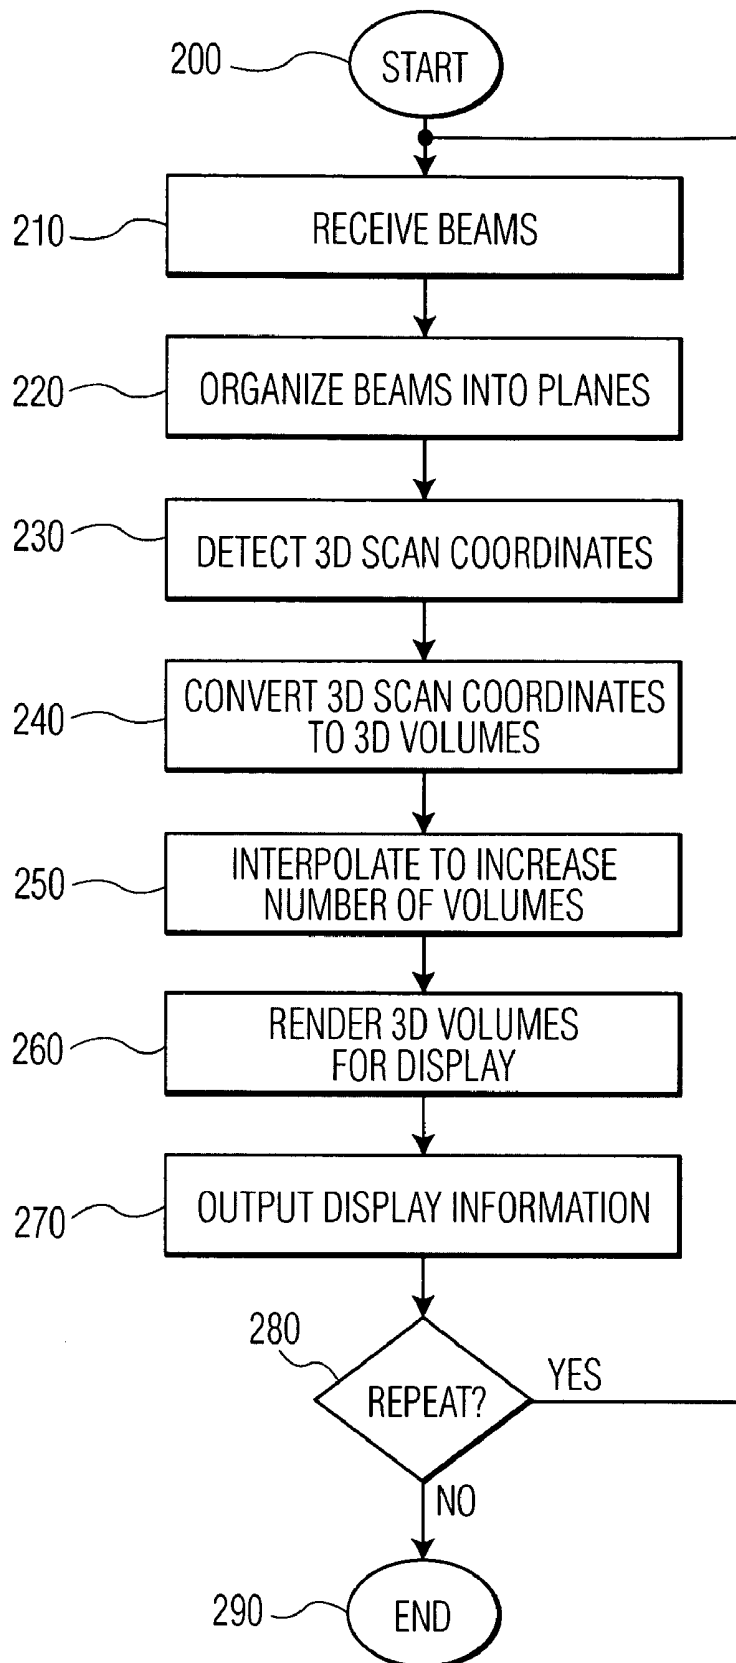 200
START
210
RECEIVE BEAMS
220
ORGANIZE BEAMS INTO PLANES
230
DETECT 3D SCAN COORDINATES
240
CONVERT 3D SCAN COORDINATES
TO 3D VOLUMES
250
INTERPOLATE TO INCREASE
NUMBER OF VOLUMES
260
RENDER 3D VOLUMES
FOR DISPLAY
270
OUTPUT DISPLAY INFORMATION
280
REPEAT?
YES
NO
290
END